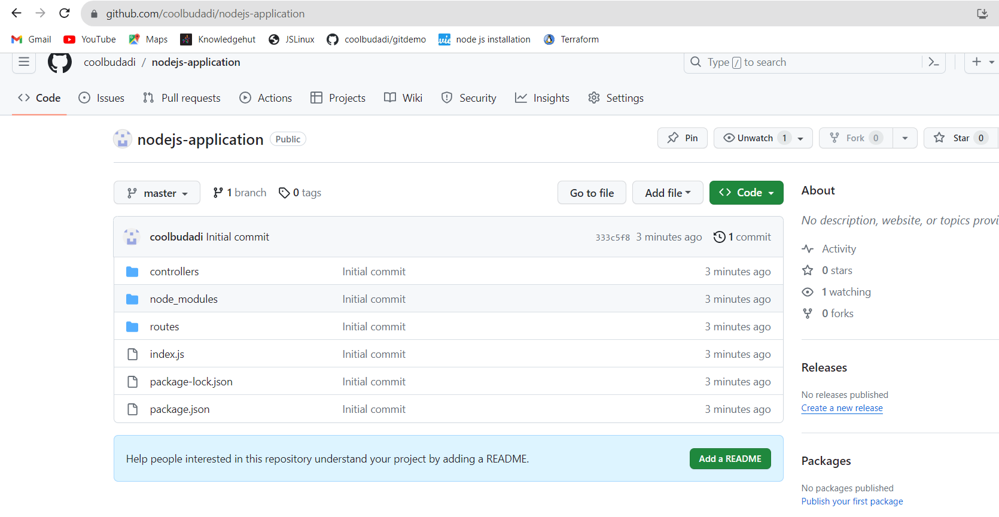 github.com/coolbudadi/nodejs-application
Gmail YouTube Maps Knowledgehut JSLinux coolbudadi/gitdemo node js installation Terraform
coolbudadi / nodejs-application Type / to search
Code Issues Pull requests Actions Projects Wiki Security Insights Settings
nodejs-application Public Pin Unwatch 1 Fork 0 Star 0
master 1 branch 0 tags Go to file Add file Code About
No description, website, or topics provi
coolbudadi Initial commit 333c5f8 3 minutes ago 1 commit
Activity
controllers Initial commit 3 minutes ago
0 stars
node_modules Initial commit 3 minutes ago
1 watching
routes Initial commit 3 minutes ago
0 forks
index.js Initial commit 3 minutes ago
package-lock.json Initial commit 3 minutes ago
package.json Initial commit 3 minutes ago
Releases
No releases published
Create a new release
Help people interested in this repository understand your project by adding a README. Add a README
Packages
No packages published
Publish your first package